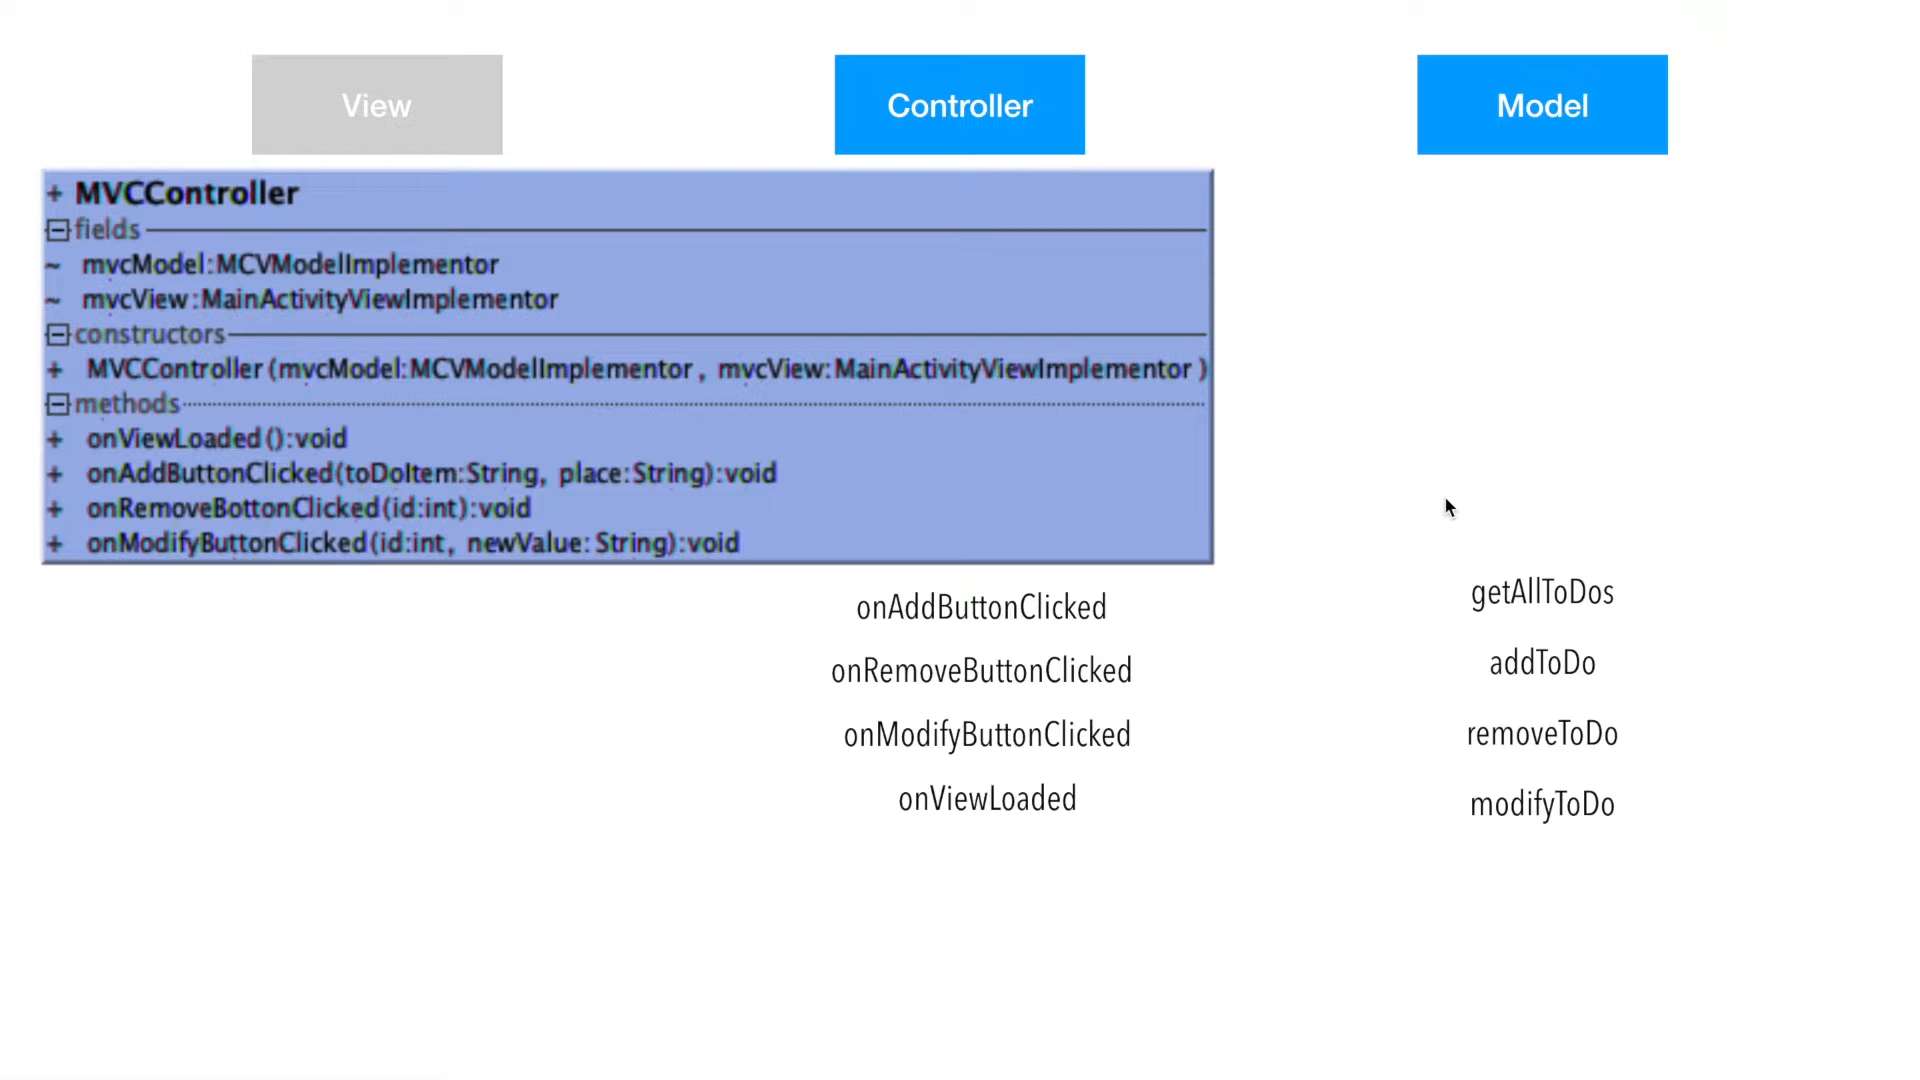 View
Controller
Model
+ MVCController
fields
~ mvcModel:MCVModelImplementor
~ mvcView:MainActivityViewImplementor
constructors
+ MVCController(mvcModel:MCVModelImplementor, mvcView:MainActivityViewImplementor)
methods
+ onViewLoaded():void
+ onAddButtonClicked(toDoItem:String, place:String):void
+ onRemoveBottonClicked(id:int):void
+ onModifyButtonClicked(id:int, newValue:String):void
onAddButtonClicked
onRemoveButtonClicked
onModifyButtonClicked
onViewLoaded
getAllToDos
addToDo
removeToDo
modifyToDo